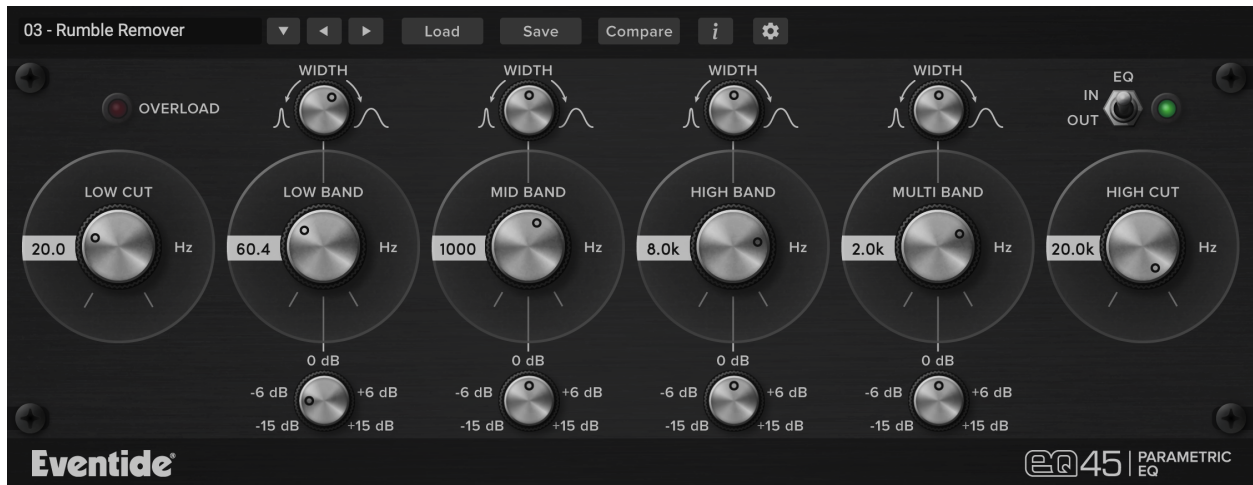 03 - Rumble Remover Load Save Compare i
WIDTH WIDTH WIDTH WIDTH EQ
IN
OVERLOAD OUT
LOW CUT LOW BAND MID BAND HIGH BAND MULTI BAND HIGH CUT
20.0 Hz 60.4 Hz 1000 Hz 8.0k Hz 2.0k Hz 20.0k Hz
0 dB 0 dB 0 dB 0 dB
-6 dB +6 dB -6 dB +6 dB -6 dB +6 dB -6 dB +6 dB
-15 dB +15 dB -15 dB +15 dB -15 dB +15 dB -15 dB +15 dB
Eventide® EQ45 PARAMETRIC
EQ